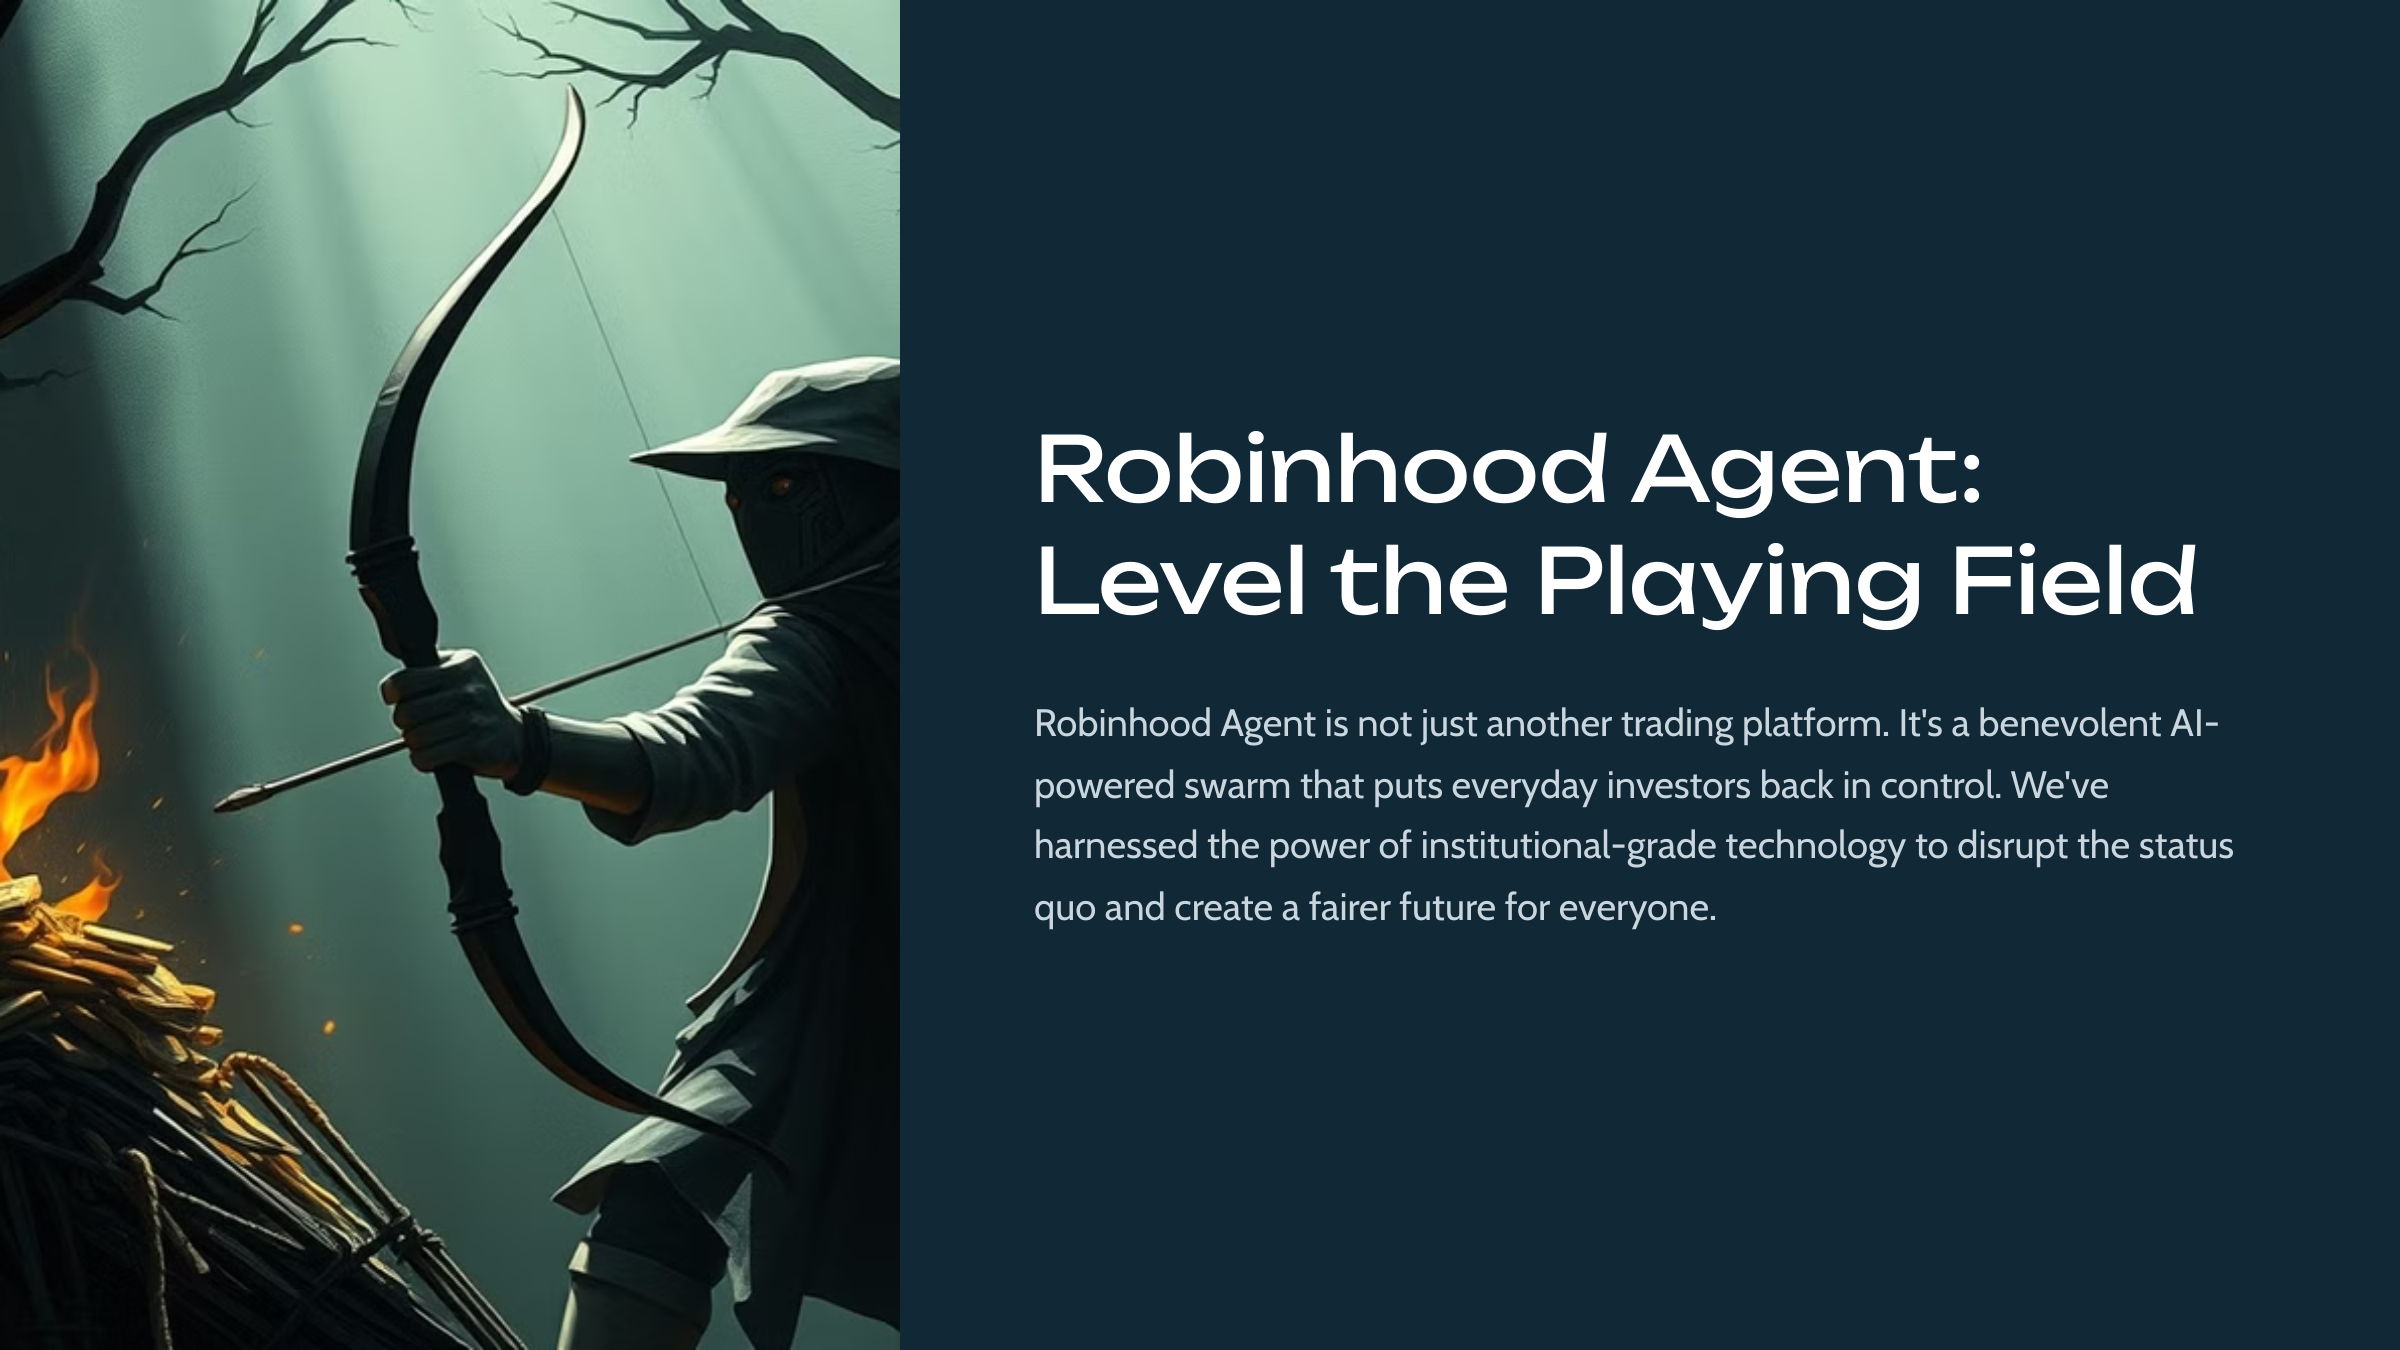 Robinhood Agent:
Level the Playing Field
Robinhood Agent is not just another trading platform. It's a benevolent AI-
powered swarm that puts everyday investors back in control. We've
harnessed the power of institutional-grade technology to disrupt the status
quo and create a fairer future for everyone.